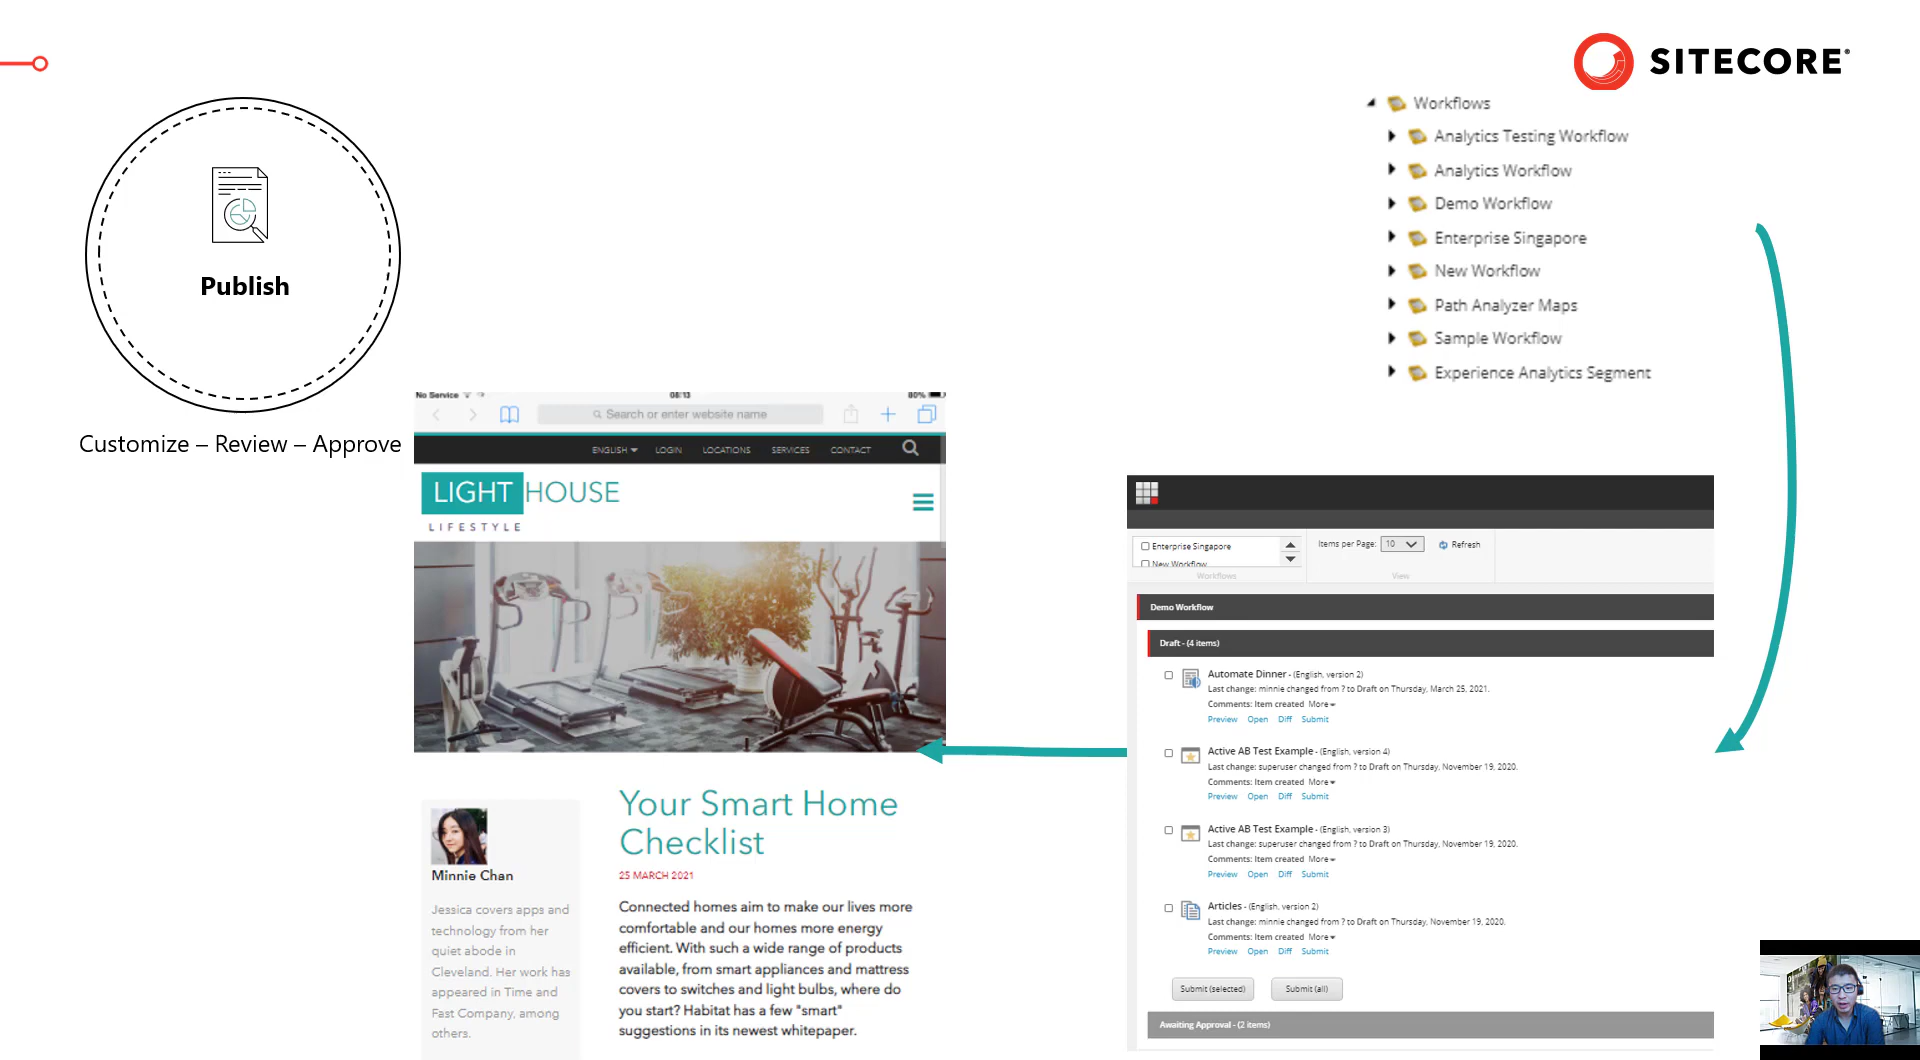 SITECORE®
Workflows
Analytics Testing Workflow
Analytics Workflow
Demo Workflow
Enterprise Singapore
New Workflow
Path Analyzer Maps
Sample Workflow
Experience Analytics Segment
Publish
Customize – Review – Approve
No Service
08:13
80%
Search or enter website name
ENGLISH
LOGIN
LOCATIONS
SERVICES
CONTACT
LIGHT HOUSE
LIFESTYLE
Your Smart Home
Checklist
25 MARCH 2021
Connected homes aim to make our lives more
comfortable and our homes more energy
efficient. With such a wide range of products
available, from smart appliances and mattress
covers to switches and light bulbs, where do
you start? Habitat has a few "smart"
suggestions in its newest whitepaper.
Minnie Chan
Jessica covers apps and
technology from her
quiet abode in
Cleveland. Her work has
appeared in Time and
Fast Company, among
others.
Enterprise Singapore
New Workflow
Workflows
Items per Page: 10
Refresh
View
Demo Workflow
Draft - (4 items)
Automate Dinner - (English, version 2)
Last change: minnie changed from ? to Draft on Thursday, March 25, 2021.
Comments: Item created More
Preview Open Diff Submit
Active AB Test Example - (English, version 4)
Last change: superuser changed from ? to Draft on Thursday, November 19, 2020.
Comments: Item created More
Preview Open Diff Submit
Active AB Test Example - (English, version 3)
Last change: superuser changed from ? to Draft on Thursday, November 19, 2020.
Comments: Item created More
Preview Open Diff Submit
Articles - (English, version 2)
Last change: minnie changed from ? to Draft on Thursday, November 19, 2020.
Comments: Item created More
Preview Open Diff Submit
Submit (selected)
Submit (all)
Awaiting Approval - (2 items)